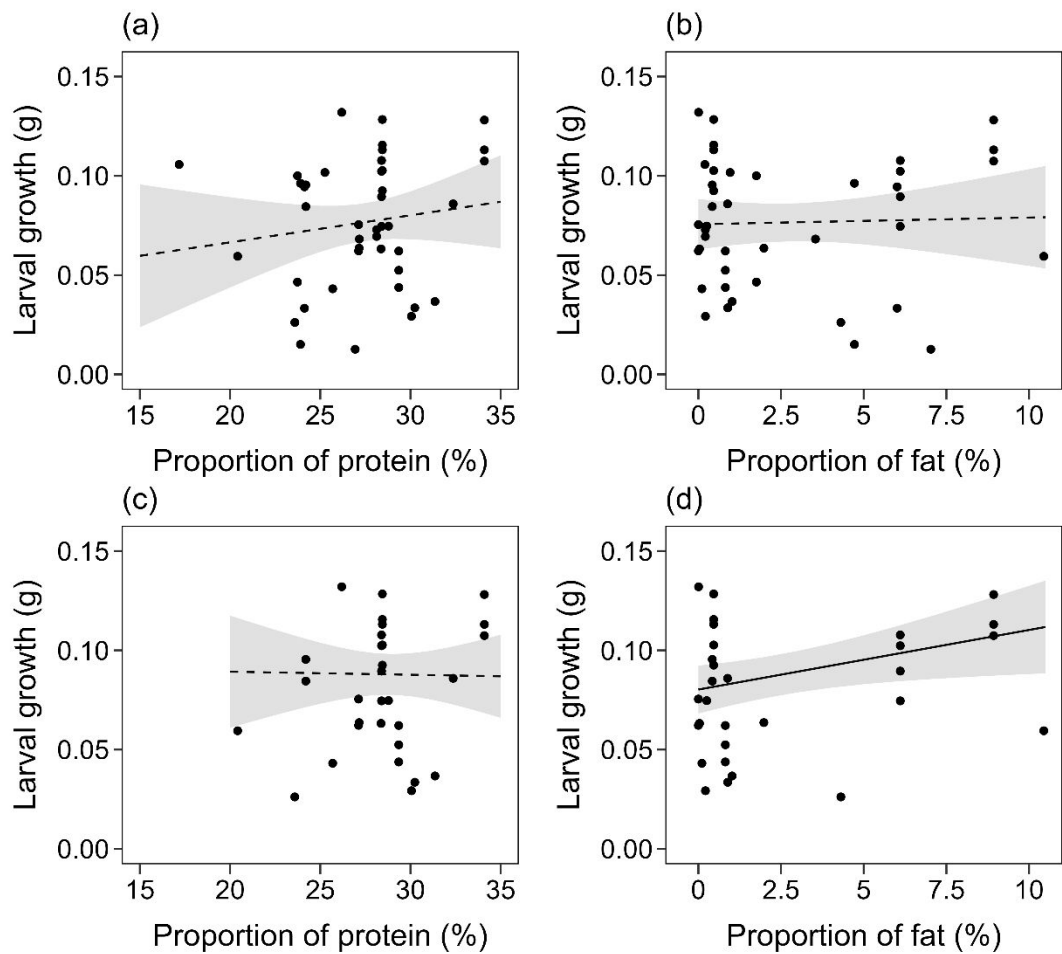 (a)
(b)
0.15
0.10
0.05
0.00
Larval growth (g)
15 20 25 30 35
Proportion of protein (%)
0.15
0.10
0.05
0.00
Larval growth (g)
0 2.5 5 7.5 10
Proportion of fat (%)
(c)
(d)
0.15
0.10
0.05
0.00
Larval growth (g)
15 20 25 30 35
Proportion of protein (%)
0.15
0.10
0.05
0.00
Larval growth (g)
0 2.5 5 7.5 10
Proportion of fat (%)